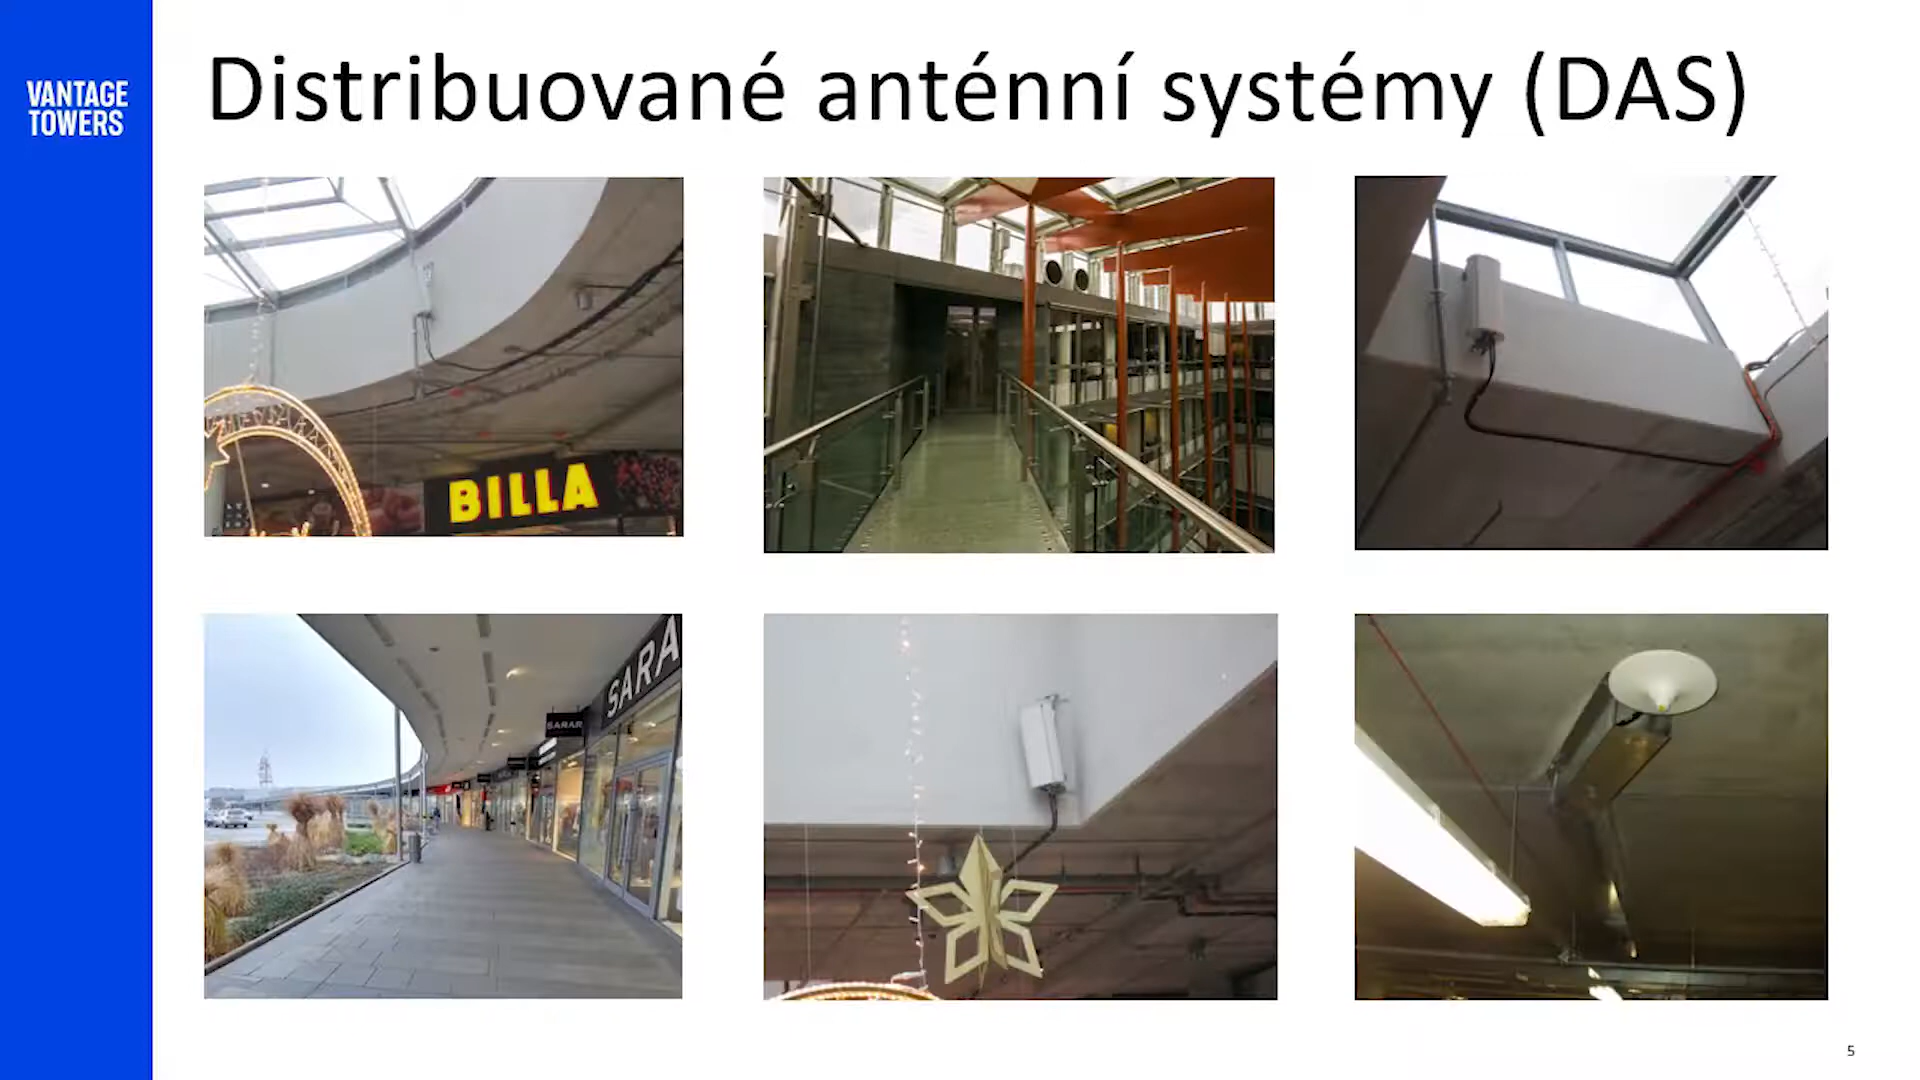 VANTAGE
TOWERS
Distribuované anténní systémy (DAS)
BILLA
SARA
SARAR
5